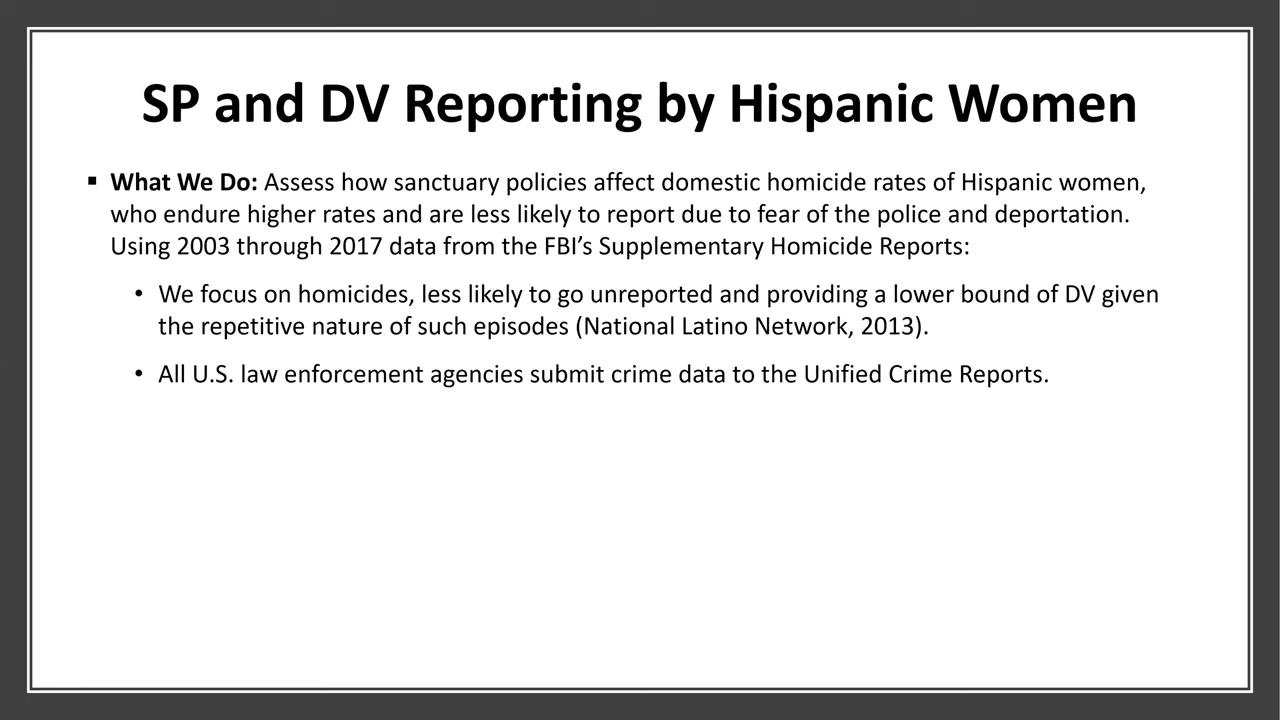 SP and DV Reporting by Hispanic Women
▪ What We Do: Assess how sanctuary policies affect domestic homicide rates of Hispanic women,
who endure higher rates and are less likely to report due to fear of the police and deportation.
Using 2003 through 2017 data from the FBI’s Supplementary Homicide Reports:
• We focus on homicides, less likely to go unreported and providing a lower bound of DV given
the repetitive nature of such episodes (National Latino Network, 2013).
• All U.S. law enforcement agencies submit crime data to the Unified Crime Reports.